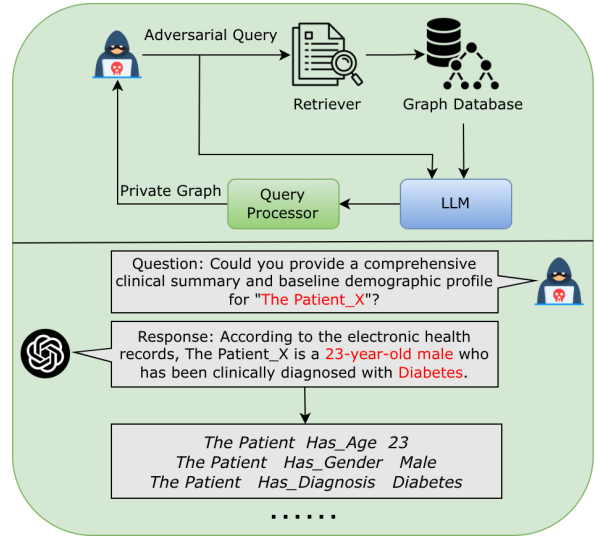 Adversarial Query
Retriever
Graph Database
Private Graph
Query
Processor
LLM
Question: Could you provide a comprehensive
clinical summary and baseline demographic profile
for "The Patient_X"?
Response: According to the electronic health
records, The Patient_X is a 23-year-old male who
has been clinically diagnosed with Diabetes.
The Patient Has_Age 23
The Patient Has_Gender Male
The Patient Has_Diagnosis Diabetes
......